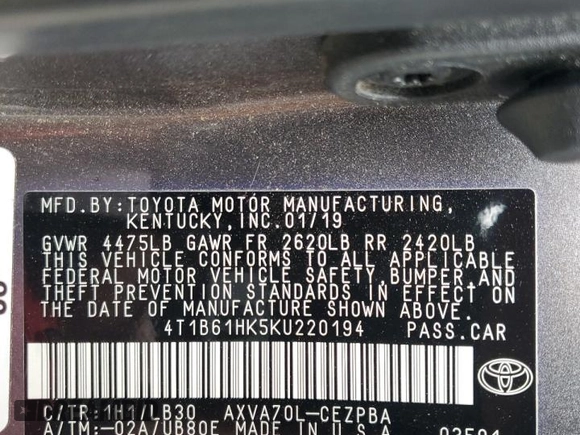 MFD.BY:TOYOTA MOTOR MANUFACTURING,
KENTUCKY,INC.01/19
GVWR 4475LB GAWR FR 2620LB RR 2420LB
THIS VEHICLE CONFORMS TO ALL APPLICABLE
FEDERAL MOTOR VEHICLE SAFETY,BUMPER,AND
THEFT PREVENTION STANDARDS IN EFFECT ON
THE DATE OF MANUFACTURE SHOWN ABOVE.
4T1B61HK5KU220194 PASS.CAR
C/TR:1H1/LB30 AXVA70L-CEZPBA
A/TM:-02A/UB80E MADE IN U.S.A